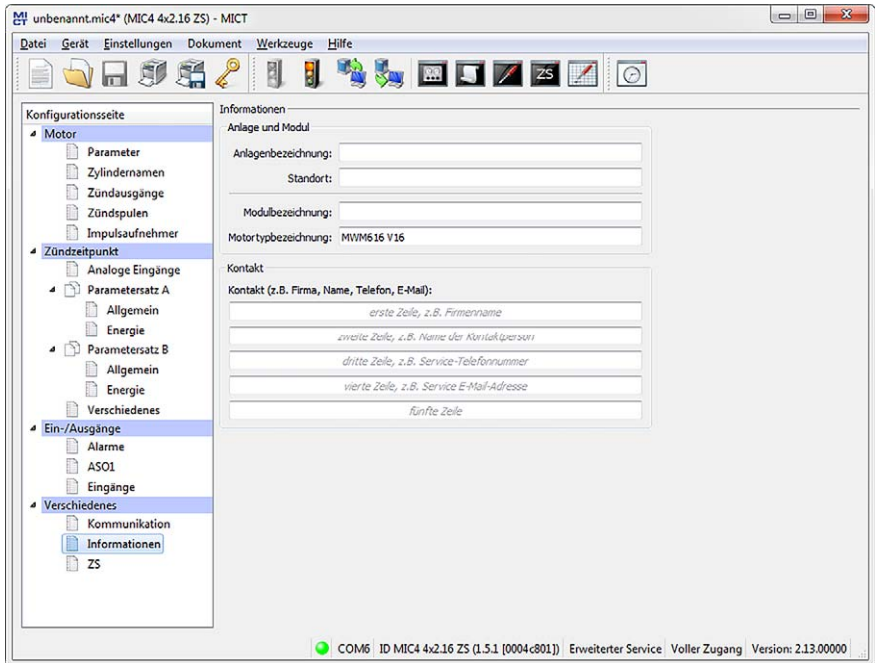 MICT unbenannt.mic4* (MIC4 4x2.16 ZS) - MICT
Datei Gerät Einstellungen Dokument Werkzeuge Hilfe
ZS
Konfigurationsseite
Motor
Parameter
Zylindernamen
Zündausgänge
Zündspulen
Impulsaufnehmer
Zündzeitpunkt
Analoge Eingänge
Parametersatz A
Allgemein
Energie
Parametersatz B
Allgemein
Energie
Verschiedenes
Ein-/Ausgänge
Alarme
ASO1
Eingänge
Verschiedenes
Kommunikation
Informationen
ZS
Informationen
Anlage und Modul
Anlagenbezeichnung:
Standort:
Modulbezeichnung:
Motortypbezeichnung: MWM616 V16
Kontakt
Kontakt (z.B. Firma, Name, Telefon, E-Mail):
erste Zeile, z.B. Firmenname
zweite Zeile, z.B. Name der Kontaktperson
dritte Zeile, z.B. Service-Telefonnummer
vierte Zeile, z.B. Service E-Mail-Adresse
fünfte Zeile
COM6 ID MIC4 4x2.16 ZS (1.5.1 [0004c801]) Erweiterter Service Voller Zugang Version: 2.13.00000